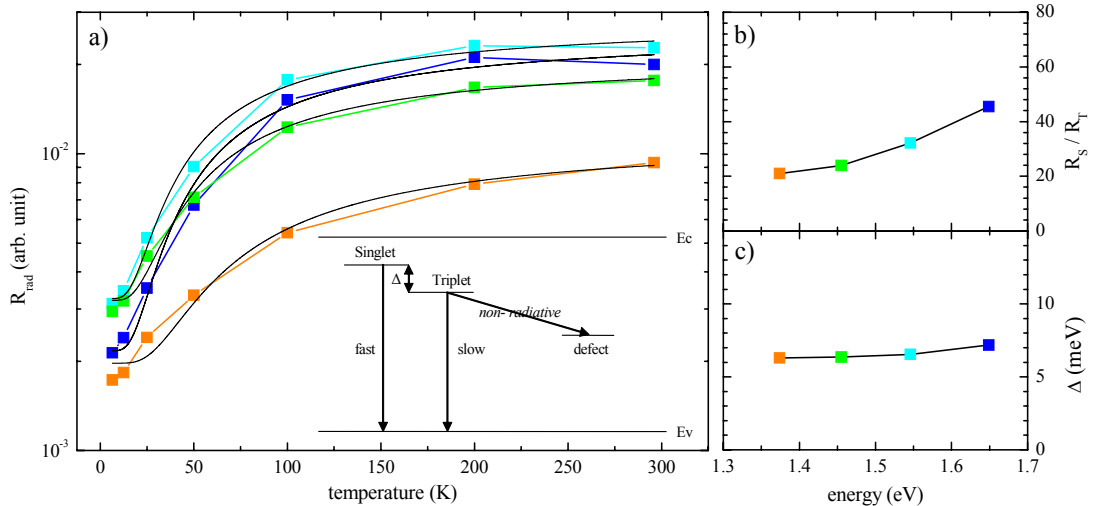 a)
R_rad (arb. unit)
10^-2
10^-3
0 50 100 150 200 250 300
temperature (K)
Ec
Singlet
Δ
Triplet
non- radiative
defect
fast
slow
Ev
b)
80
60
40
20
0
R_S / R_T
c)
10
5
0
Δ (meV)
1.3 1.4 1.5 1.6 1.7
energy (eV)